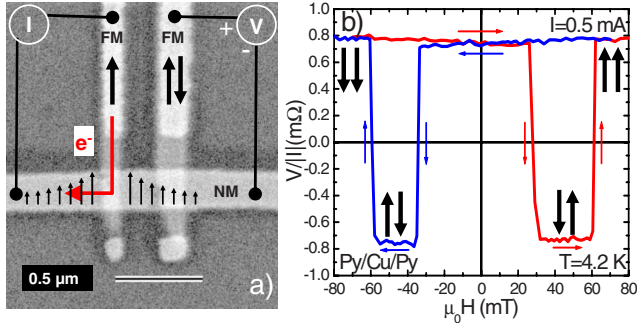 I
FM
FM
+
V
-
e-
NM
0.5 µm
a)
b)
I=0.5 mA
V/|I|(mΩ)
1.0
0.8
0.6
0.4
0.2
0.0
-0.2
-0.4
-0.6
-0.8
-1.0
Py/Cu/Py
T=4.2 K
-80 -60 -40 -20 0 20 40 60 80
µ0H (mT)